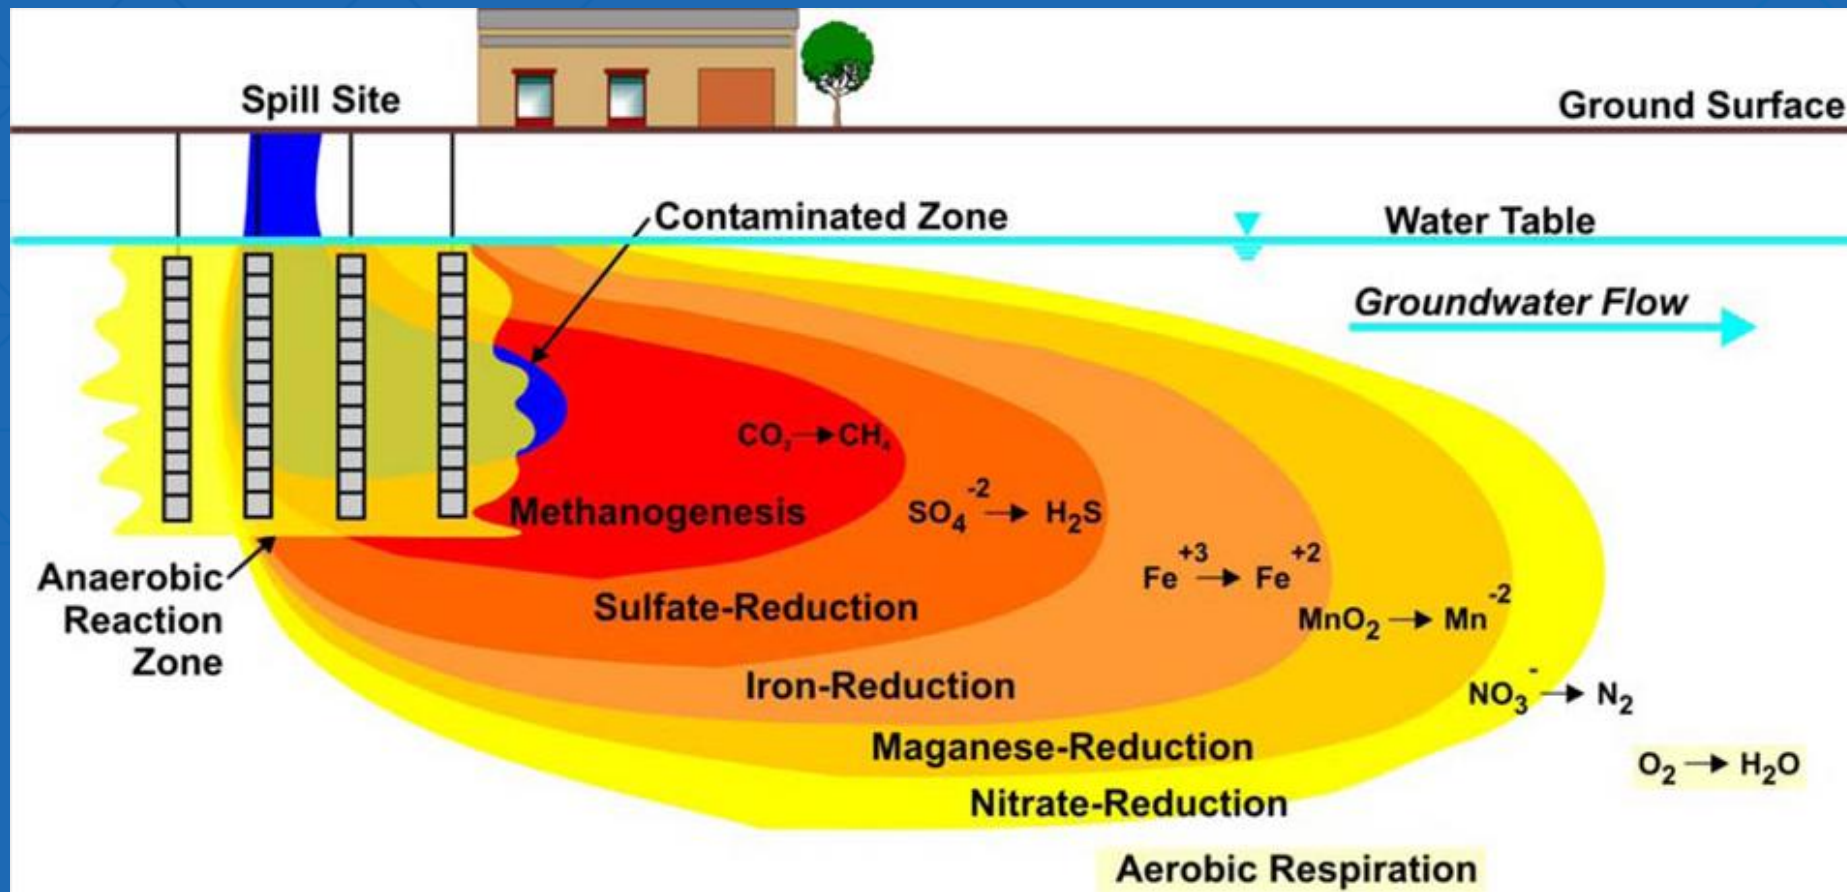 Spill Site
Ground Surface
Contaminated Zone
Water Table
Groundwater Flow
CO₂→CH₄
Methanogenesis
SO₄⁻²→ H₂S
Anaerobic
Reaction
Zone
Fe⁺³→ Fe⁺²
Sulfate-Reduction
MnO₂→ Mn⁻²
Iron-Reduction
NO₃⁻→ N₂
Maganese-Reduction
O₂→ H₂O
Nitrate-Reduction
Aerobic Respiration